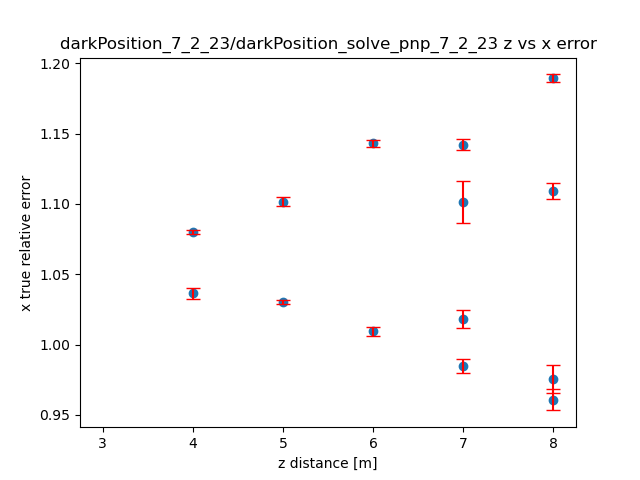 darkPosition_7_2_23/darkPosition_solve_pnp_7_2_23 z vs x error
1.20
1.15
1.10
1.05
1.00
0.95
x true relative error
3 4 5 6 7 8
z distance [m]